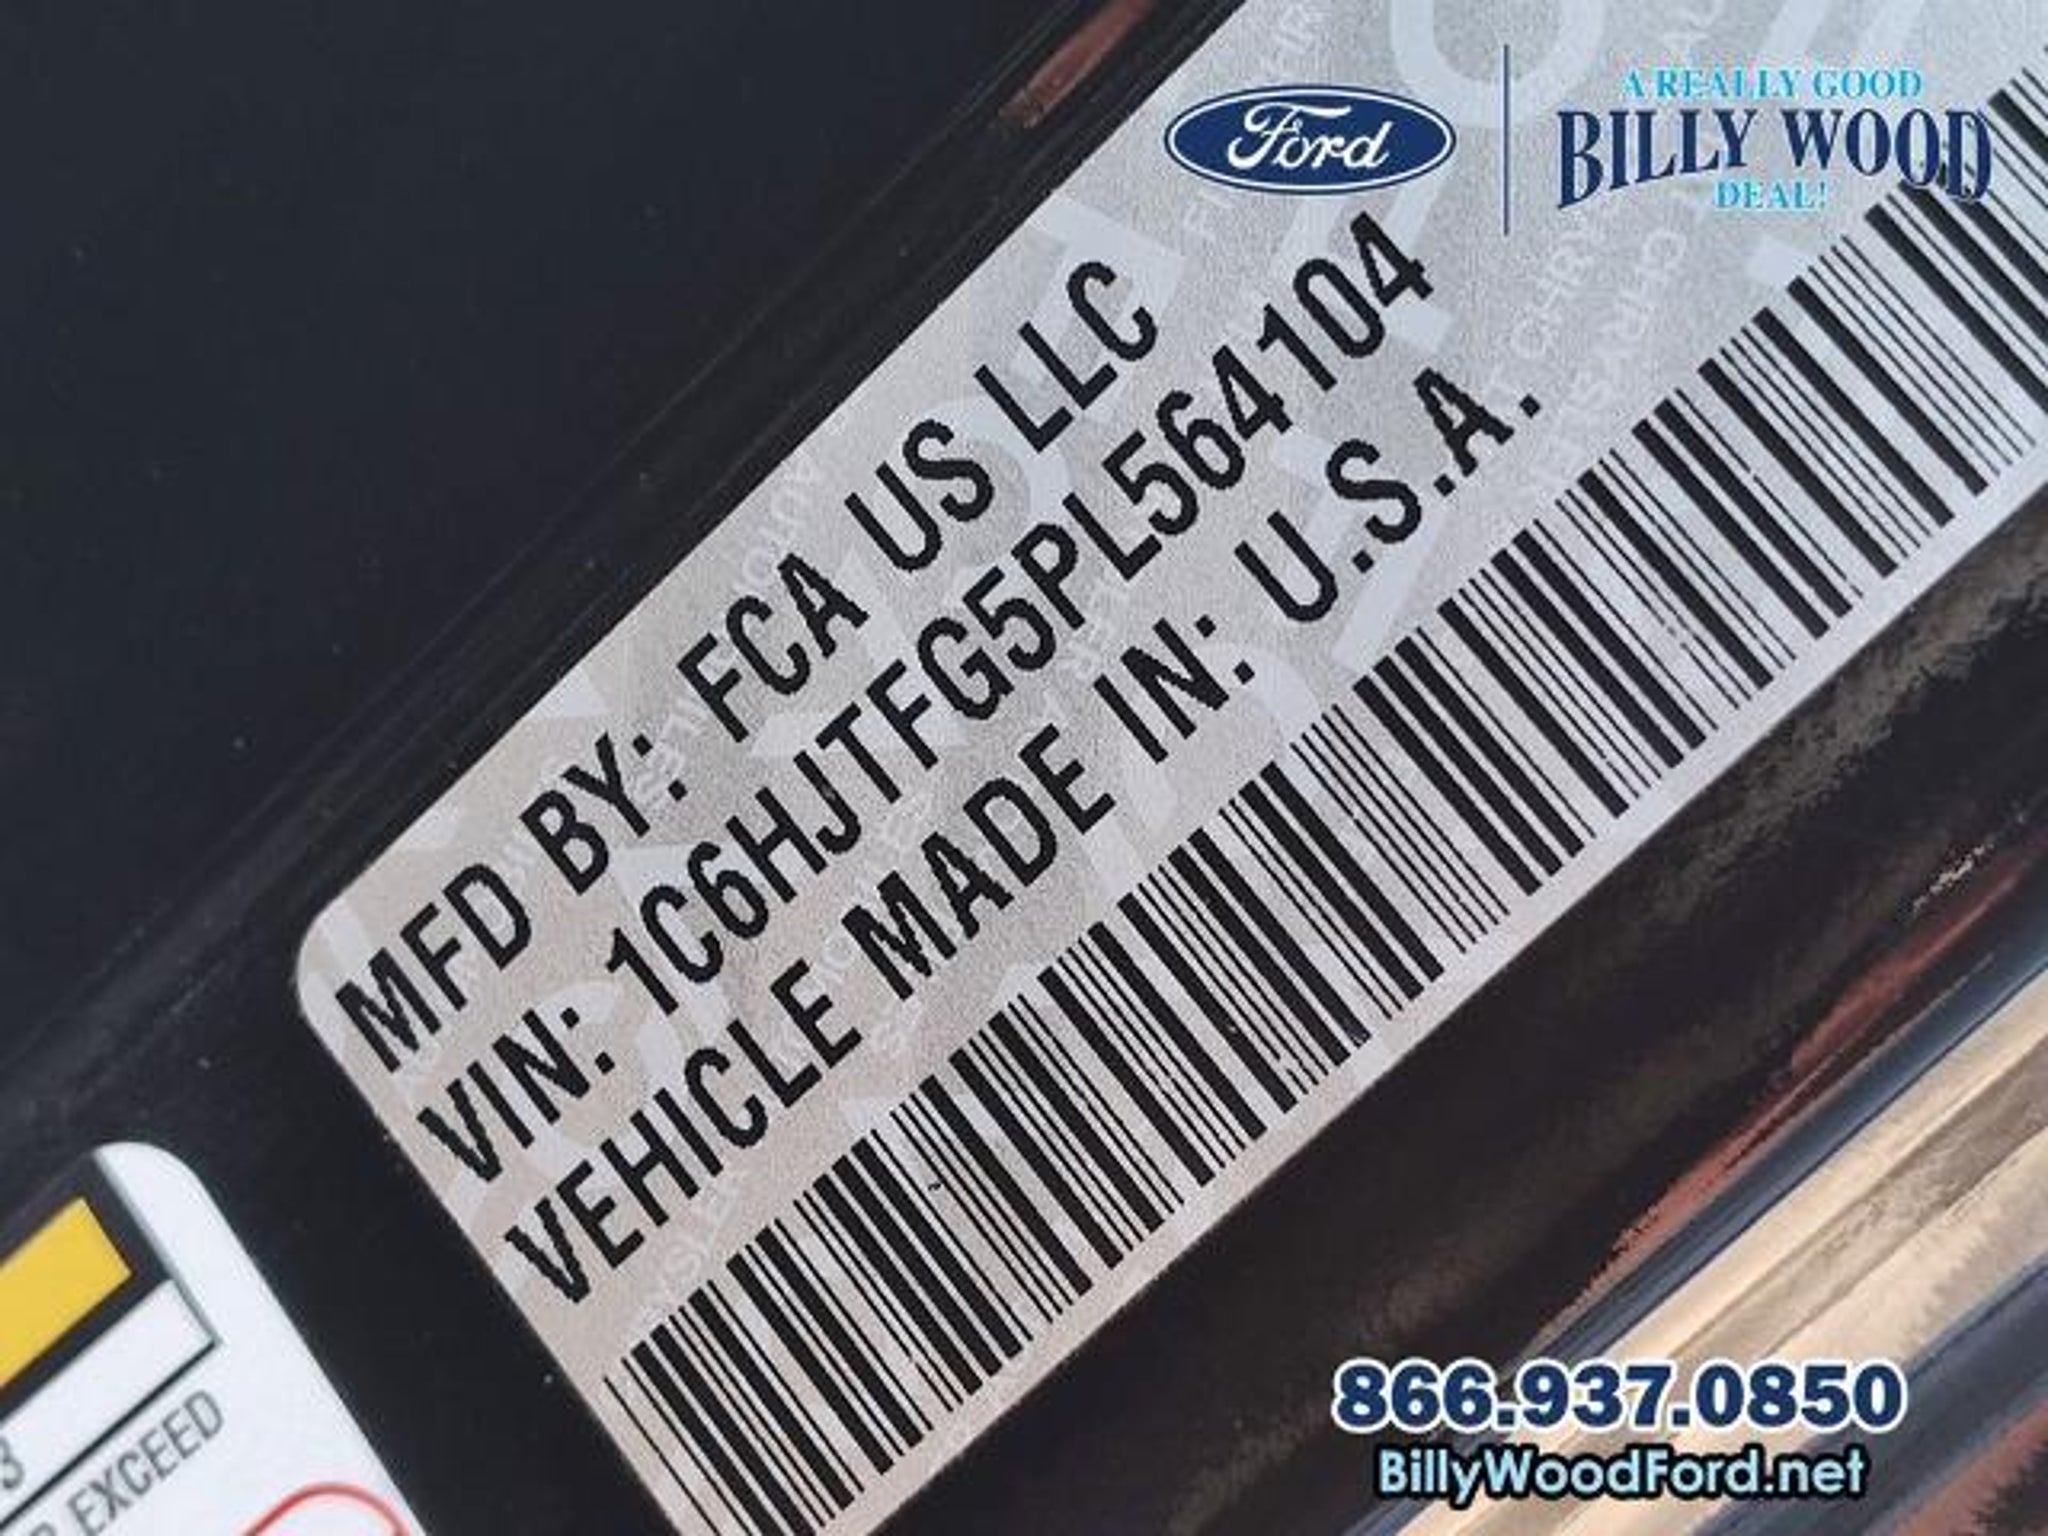 Ford
A REALLY GOOD
BILLY WOOD
DEAL!
MFD BY: FCA US LLC
VIN: 1C6HJTFG5PL564104
VEHICLE MADE IN: U.S.A.
3
EXCEED
866.937.0850
BillyWoodFord.net